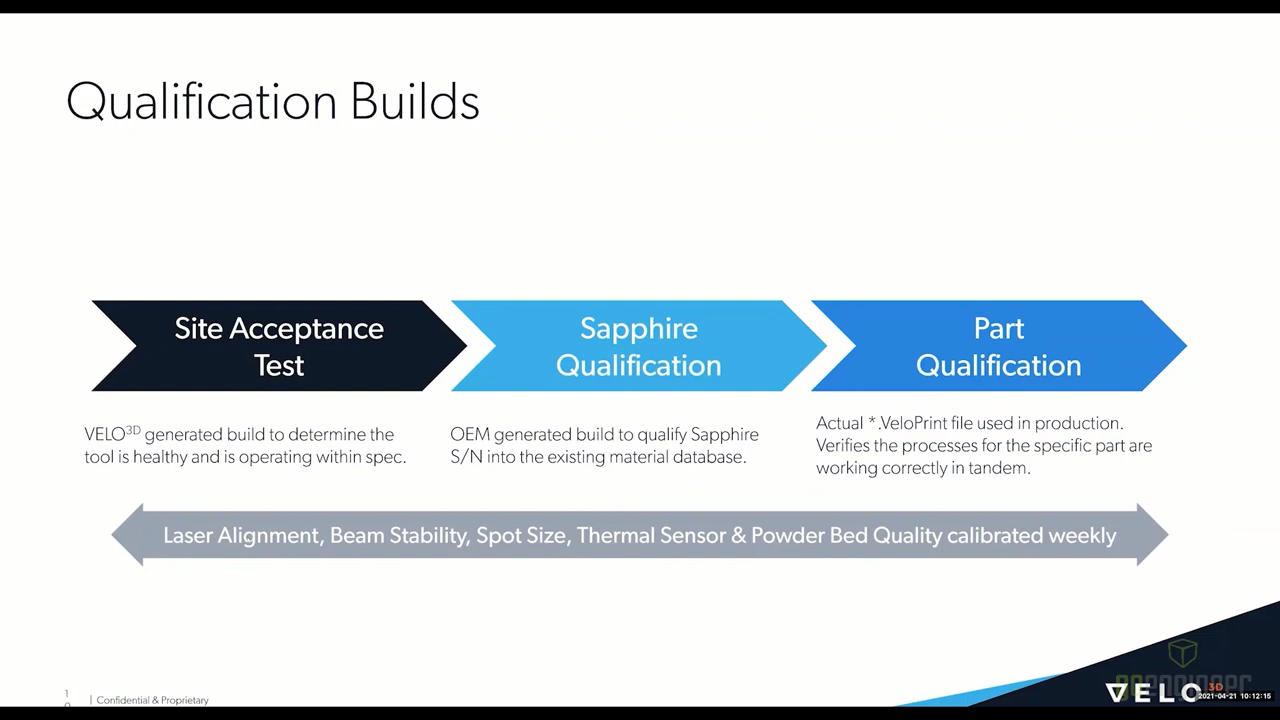 Qualification Builds
Site Acceptance
Test
Sapphire
Qualification
Part
Qualification
VELO3D generated build to determine the
tool is healthy and is operating within spec.
OEM generated build to qualify Sapphire
S/N into the existing material database.
Actual *.VeloPrint file used in production.
Verifies the processes for the specific part are
working correctly in tandem.
Laser Alignment, Beam Stability, Spot Size, Thermal Sensor & Powder Bed Quality calibrated weekly
1
| Confidential & Proprietary
VELO
3D
2021-04-21 10:12:15